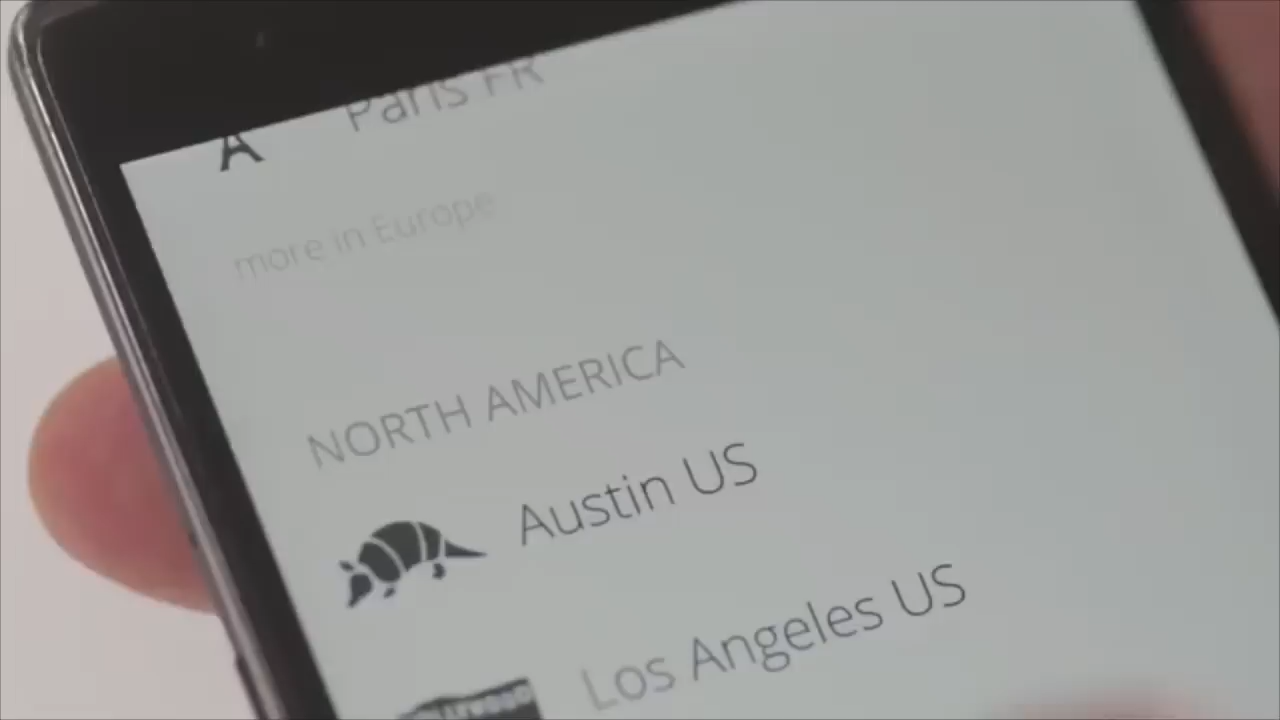 Paris FR
more in Europe
NORTH AMERICA
Austin US
Los Angeles US